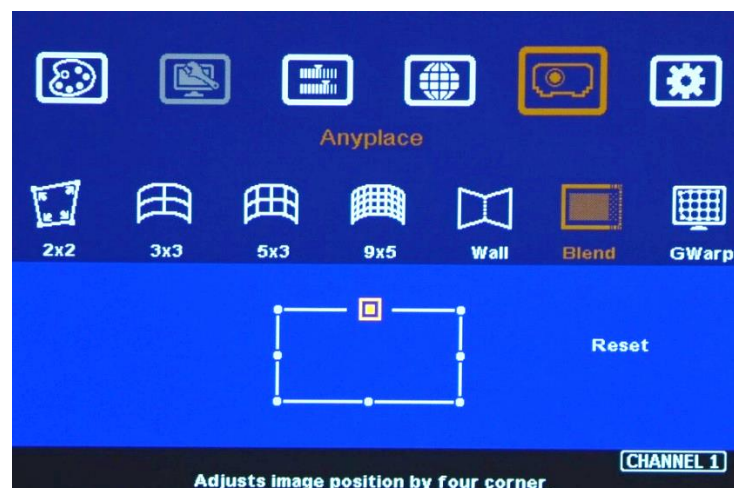 Anyplace
2x2 3x3 5x3 9x5 Wall Blend GWarp
Reset
CHANNEL 1
Adjusts image position by four corner